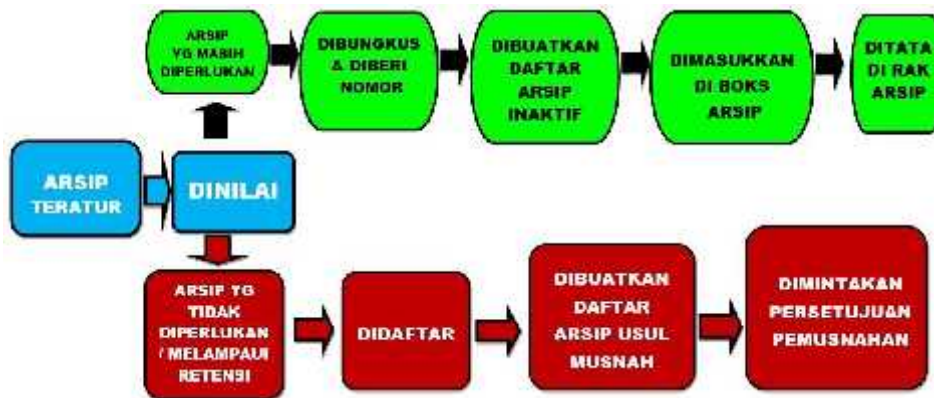 ARSIP
YG MASIH
DIPERLUKAN
DIBUNGKUS
& DIBERI
NOMOR
DIBUATKAN
DAFTAR
ARSIP
INAKTIF
DIMASUKKAN
DI BOKS
ARSIP
DITATA
DI RAK
ARSIP
ARSIP
TERATUR
DINILAI
ARSIP YG
TIDAK
DIPERLUKAN
/ MELAMPAUI
RETENSI
DIDAFTAR
DIBUATKAN
DAFTAR
ARSIP USUL
MUSNAH
DIMINTAKAN
PERSETUJUAN
PEMUSNAHAN